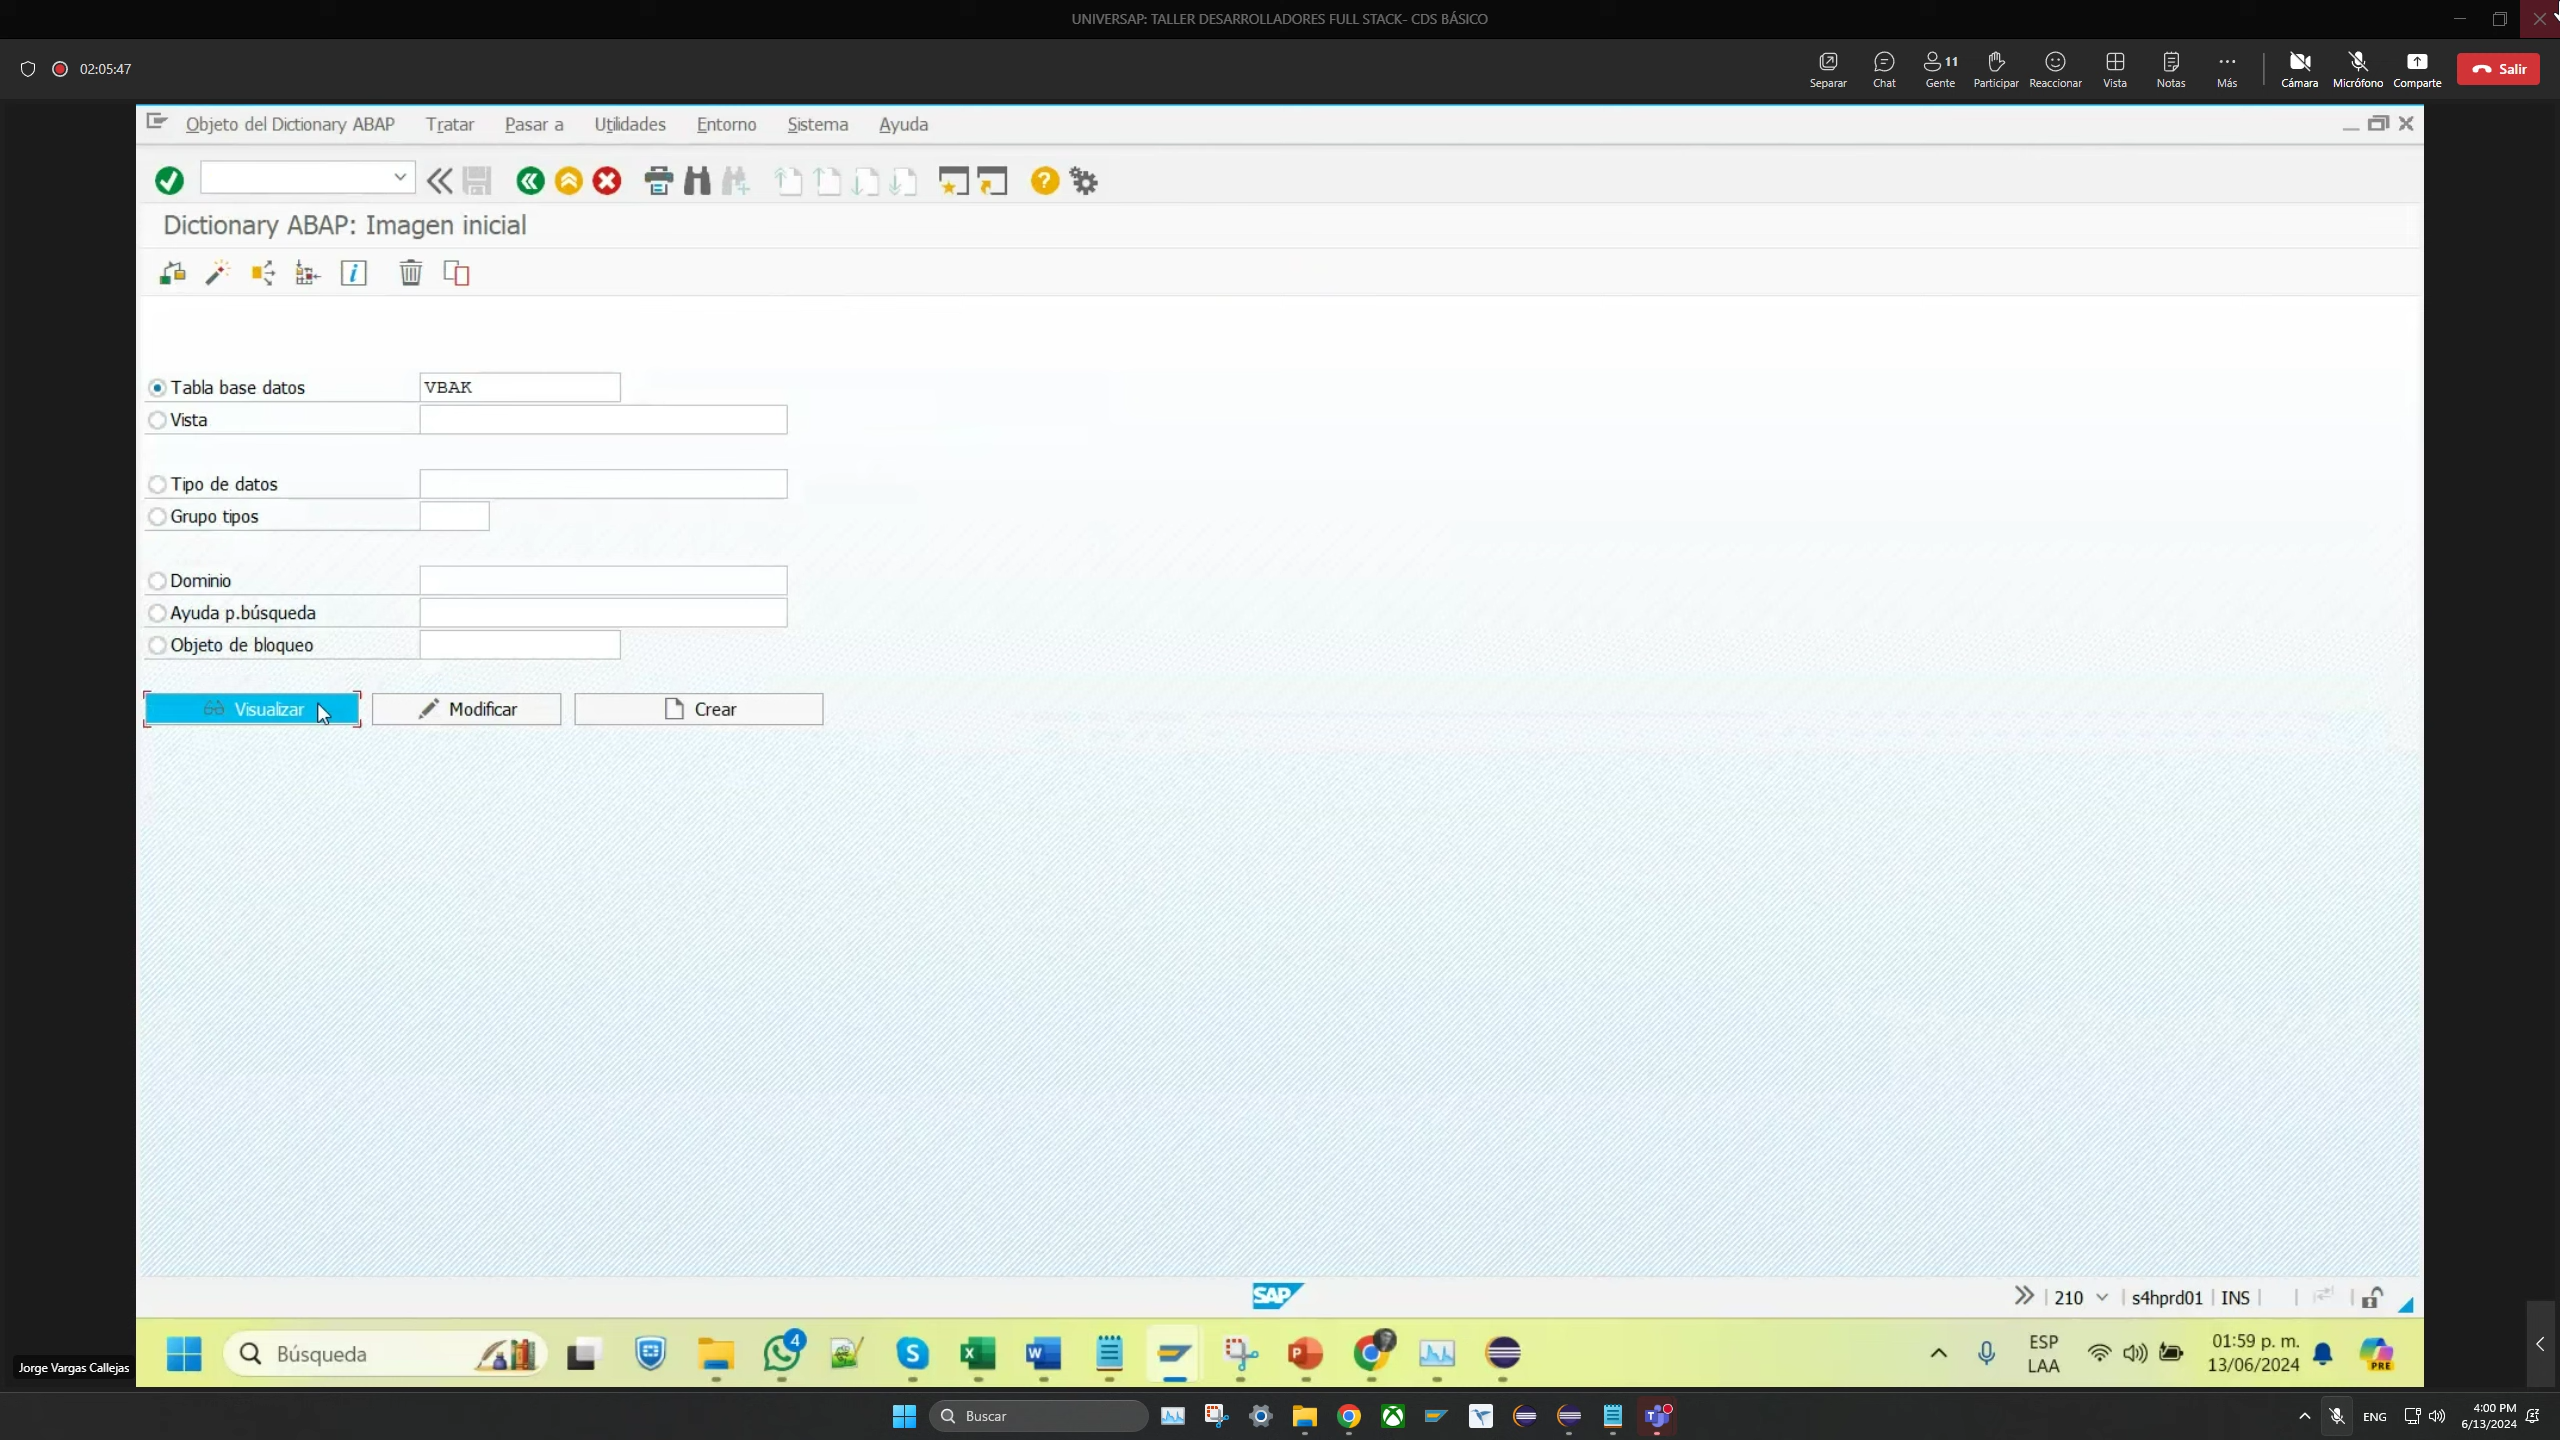 UNIVERSAP: TALLER DESARROLLADORES FULL STACK- CDS BÁSICO
02:05:47
Separar
Chat
11
Gente
Participar
Reaccionar
Vista
Notas
Más
Cámara
Micrófono
Comparte
Salir
Objeto del Dictionary ABAP
Tratar
Pasar a
Utilidades
Entorno
Sistema
Ayuda
Dictionary ABAP: Imagen inicial
Tabla base datos
VBAK
Vista
Tipo de datos
Grupo tipos
Dominio
Ayuda p.búsqueda
Objeto de bloqueo
Visualizar
Modificar
Crear
SAP
210
s4hprd01
INS
Búsqueda
4
ESP
LAA
01:59 p. m.
13/06/2024
PRE
Jorge Vargas Callejas
Buscar
ENG
4:00 PM
6/13/2024